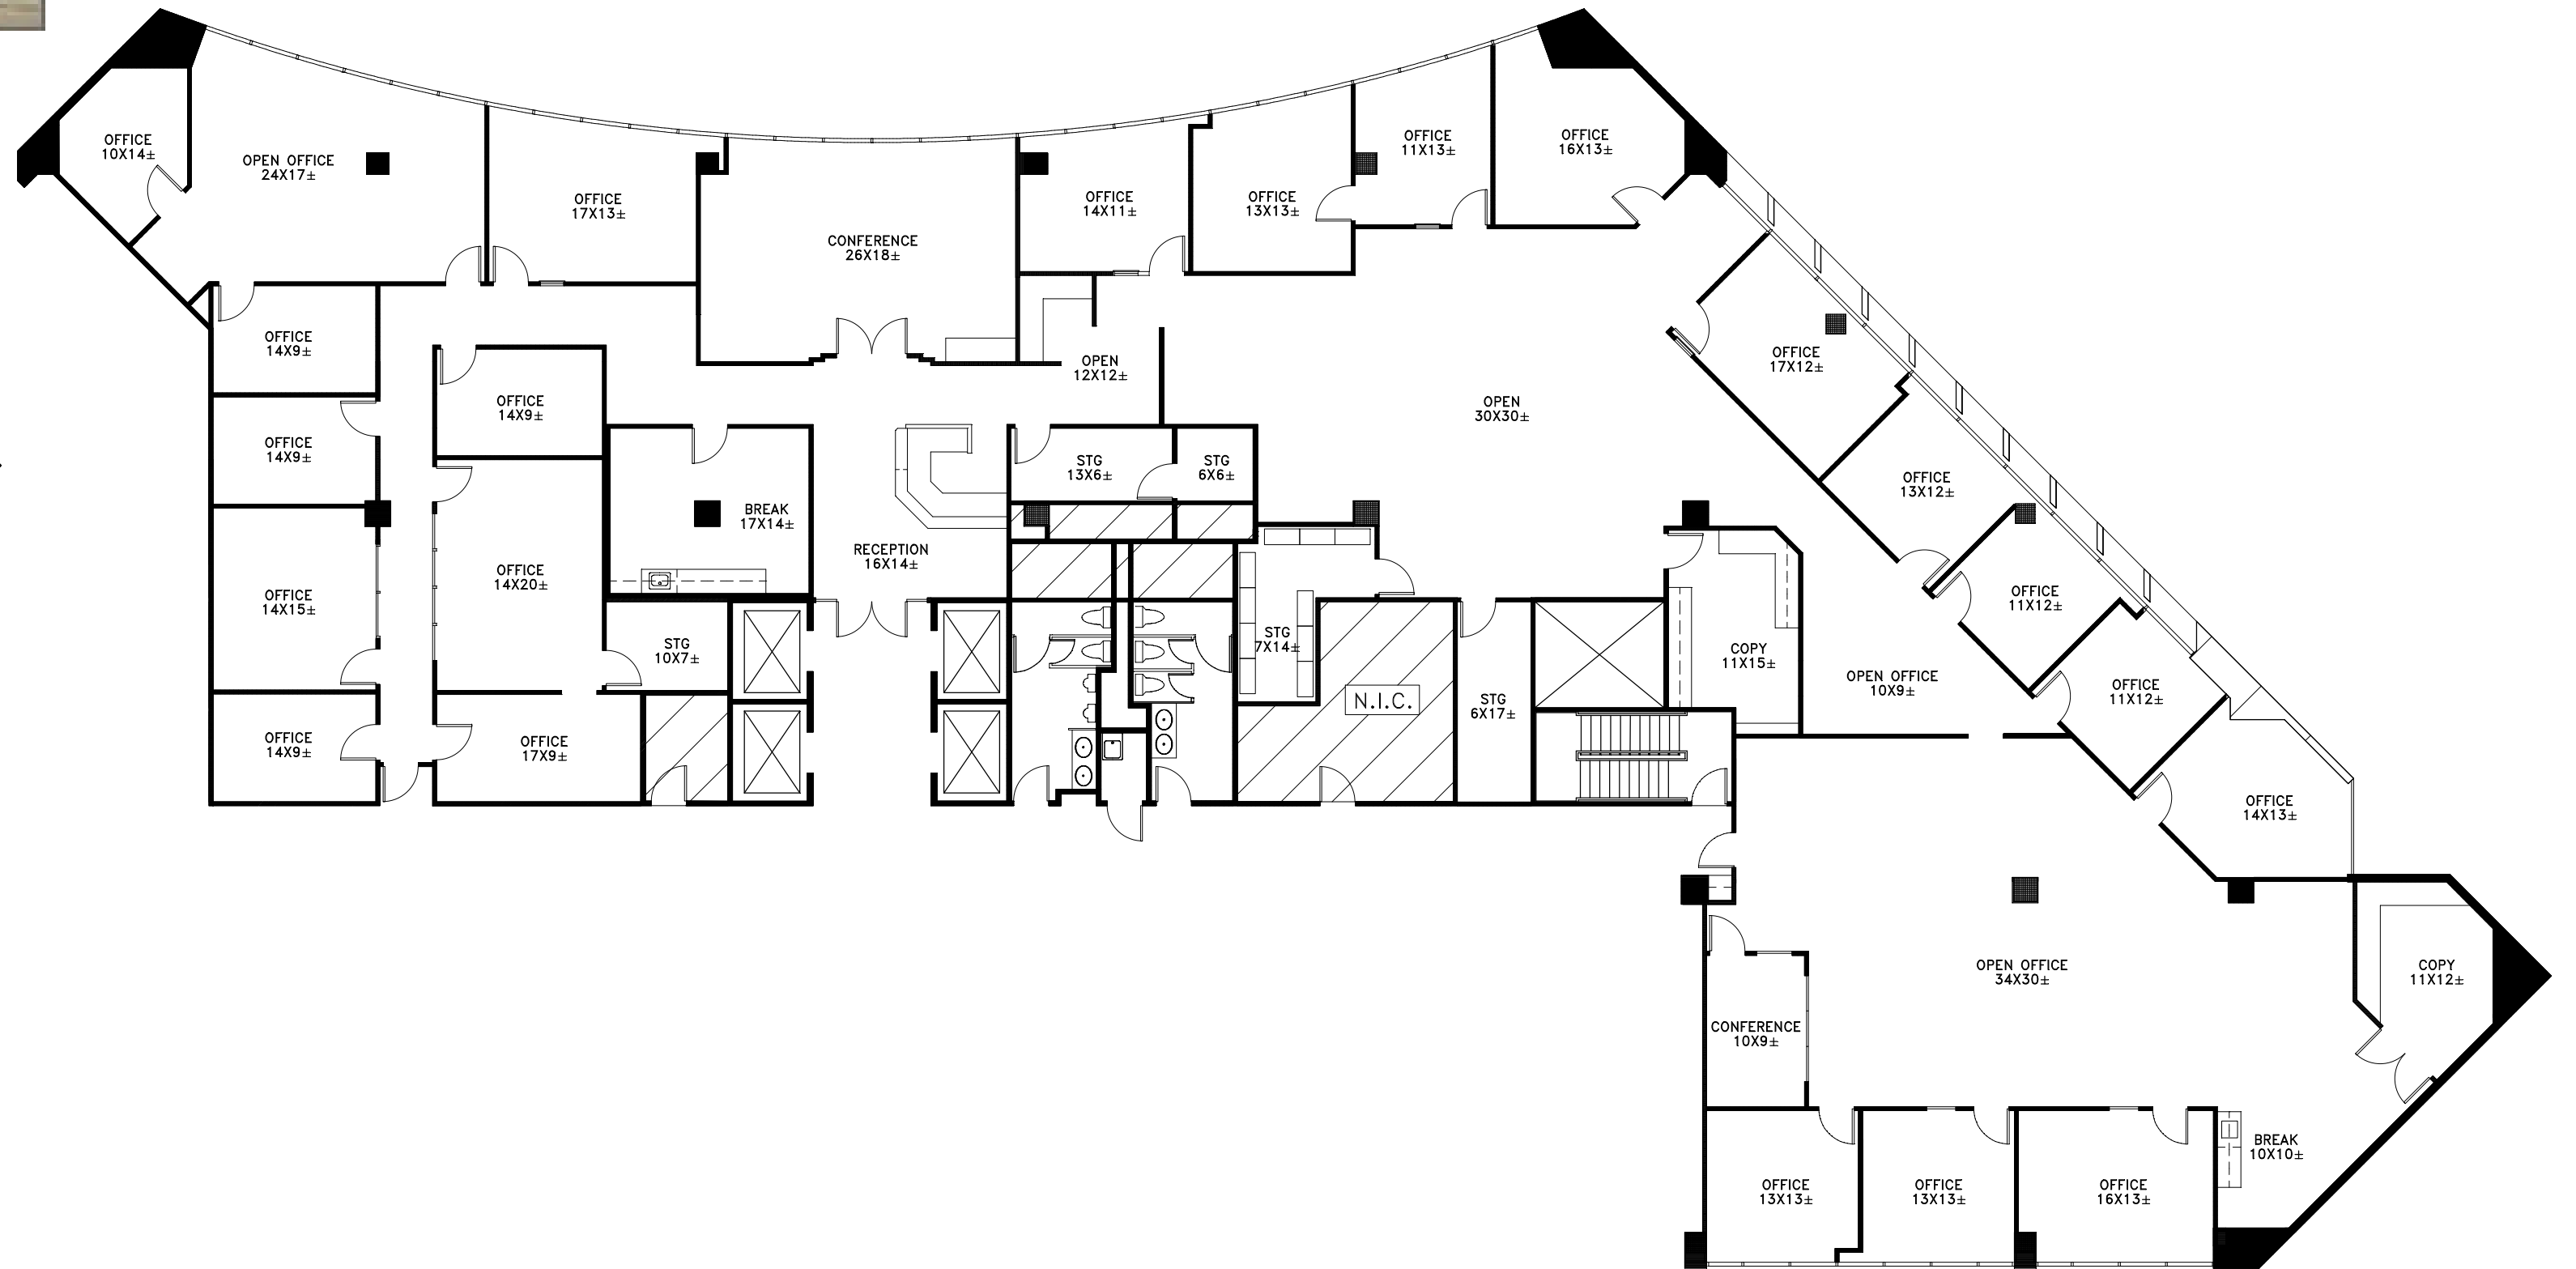 OFFICE
10X14±
OPEN OFFICE
24X17±
OFFICE
17X13±
CONFERENCE
26X18±
OFFICE
14X11±
OFFICE
13X13±
OFFICE
11X13±
OFFICE
16X13±
OFFICE
14X9±
OFFICE
14X9±
OFFICE
14X9±
OFFICE
14X15±
OFFICE
14X20±
OFFICE
14X9±
OFFICE
17X9±
STG
10X7±
BREAK
17X14±
RECEPTION
16X14±
OPEN
12X12±
STG
13X6±
STG
6X6±
OPEN
30X30±
STG
7X14±
N.I.C.
STG
6X17±
COPY
11X15±
OPEN OFFICE
10X9±
OFFICE
17X12±
OFFICE
13X12±
OFFICE
11X12±
OFFICE
11X12±
OFFICE
14X13±
OPEN OFFICE
34X30±
COPY
11X12±
CONFERENCE
10X9±
BREAK
10X10±
OFFICE
13X13±
OFFICE
13X13±
OFFICE
16X13±